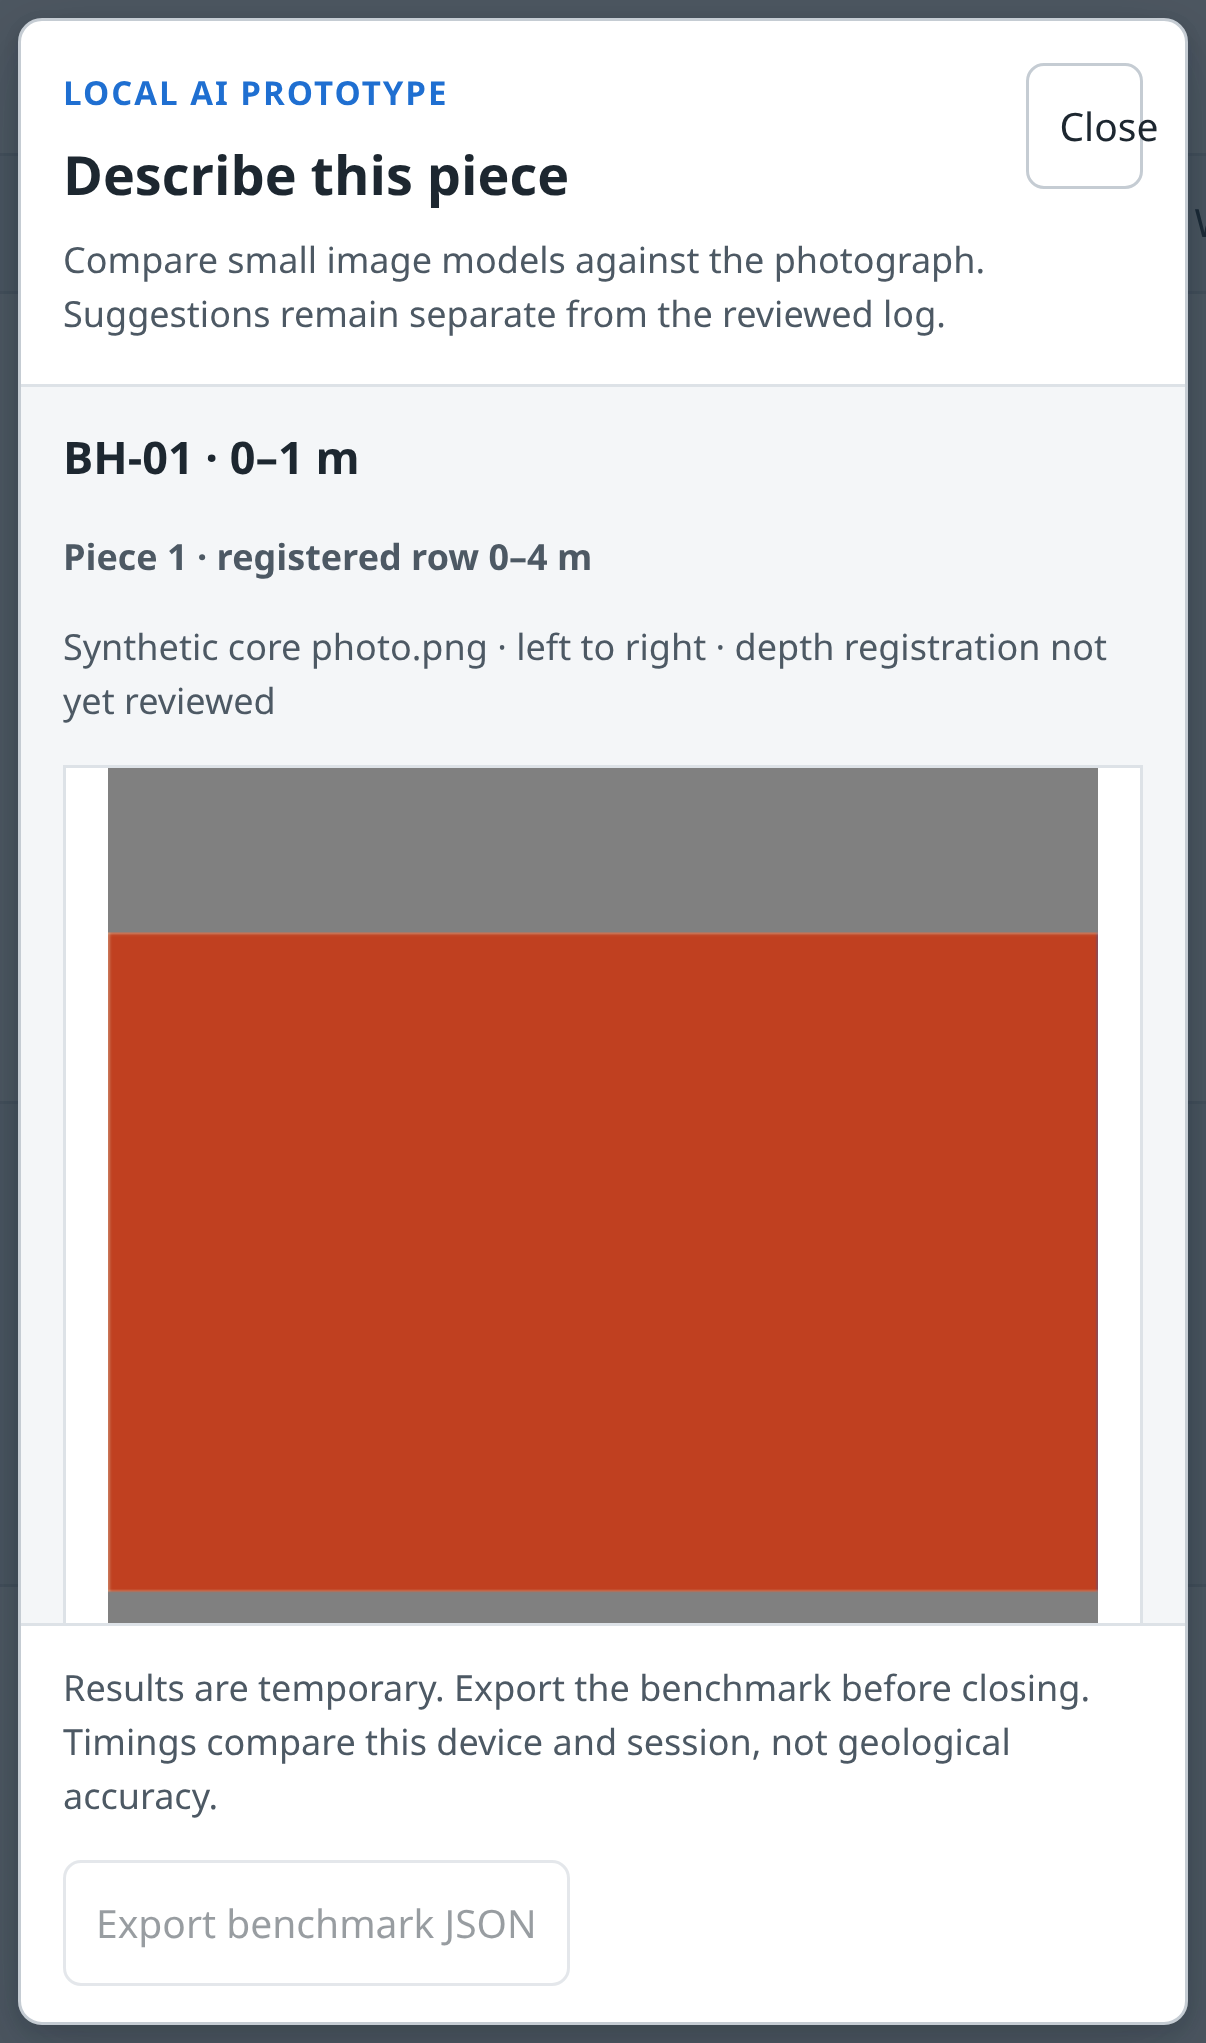 LOCAL AI PROTOTYPE
Close
Describe this piece
Compare small image models against the photograph.
Suggestions remain separate from the reviewed log.
BH-01 · 0–1 m
Piece 1 · registered row 0–4 m
Synthetic core photo.png · left to right · depth registration not
yet reviewed
Results are temporary. Export the benchmark before closing.
Timings compare this device and session, not geological
accuracy.
Export benchmark JSON